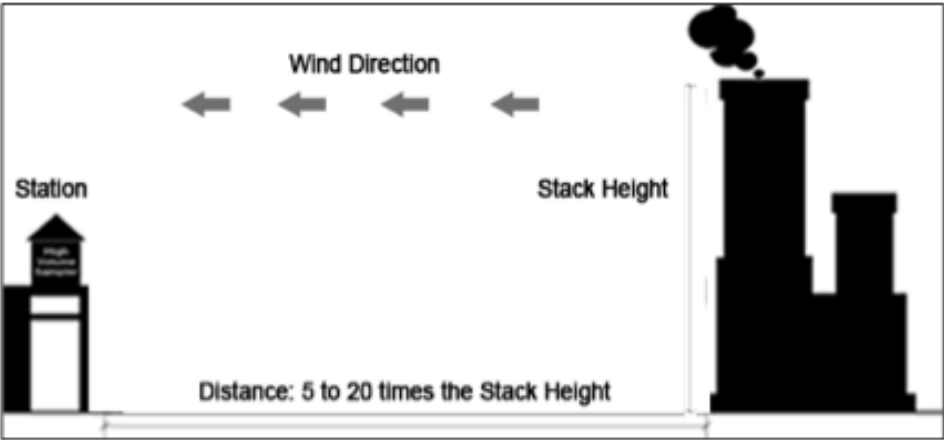 Wind Direction
Station
Stack Height
High
Volume
Sampler
Distance: 5 to 20 times the Stack Height